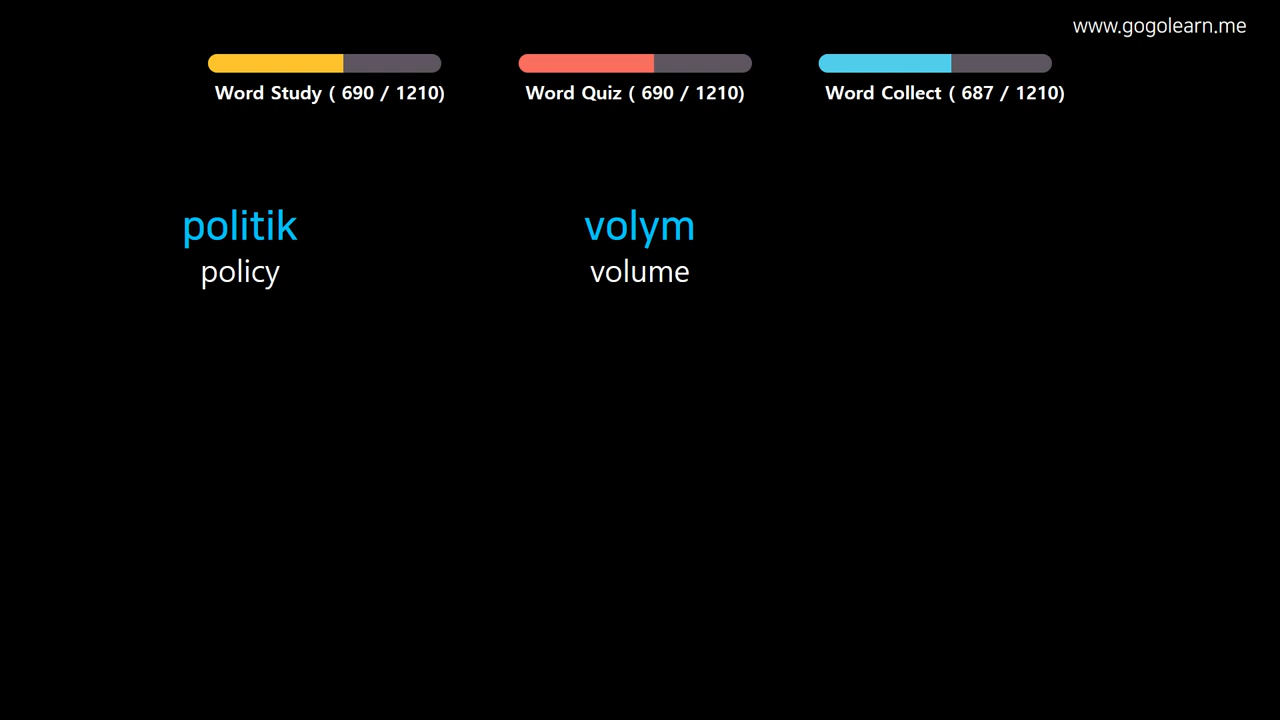 www.gogolearn.me
Word Study ( 690 / 1210)
Word Quiz ( 690 / 1210)
Word Collect ( 687 / 1210)
politik
policy
volym
volume